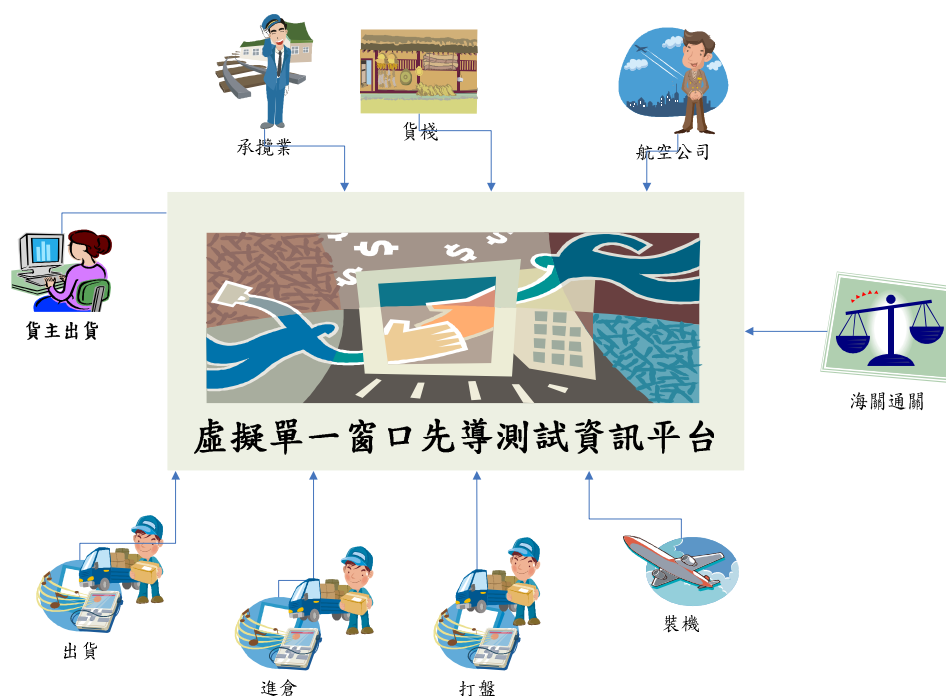 承攬業
貨棧
航空公司
貨主出貨
海關通關
虛擬單一窗口先導測試資訊平台
出貨
進倉
打盤
裝機